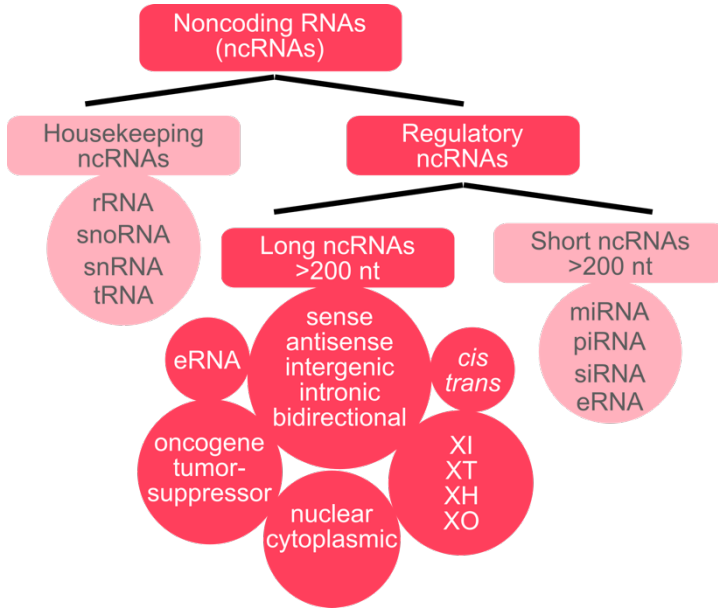 Noncoding RNAs
(ncRNAs)
Housekeeping
ncRNAs
rRNA
snoRNA
snRNA
tRNA
Regulatory
ncRNAs
Long ncRNAs
>200 nt
sense
antisense
intergenic
intronic
bidirectional
eRNA
cis
trans
oncogene
tumor-
suppressor
nuclear
cytoplasmic
XI
XT
XH
XO
Short ncRNAs
>200 nt
miRNA
piRNA
siRNA
eRNA